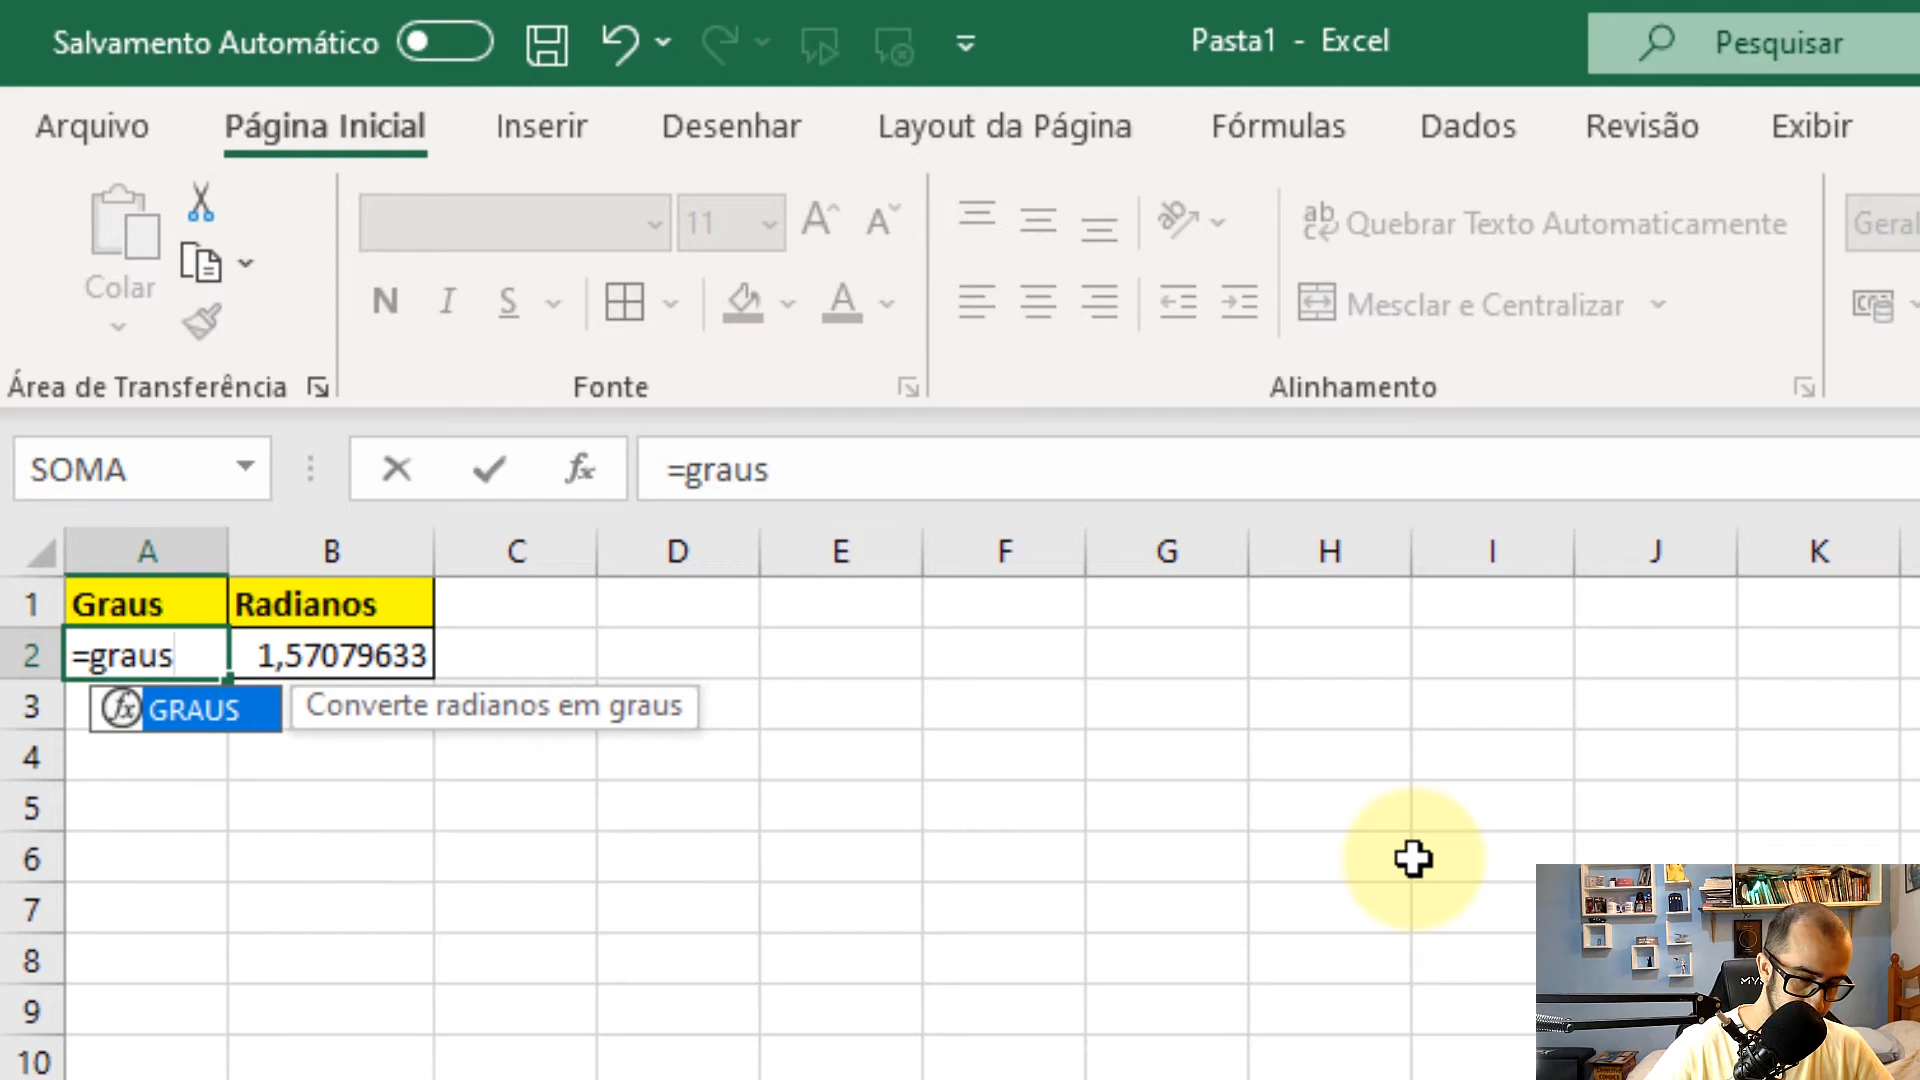 Salvamento Automático
Pasta1 - Excel
Pesquisar
Arquivo
Página Inicial
Inserir
Desenhar
Layout da Página
Fórmulas
Dados
Revisão
Exibir
Colar
11
Quebrar Texto Automaticamente
Geral
N I S
Mesclar e Centralizar
Área de Transferência
Fonte
Alinhamento
SOMA
fx
=graus
A B C D E F G H I J K
1 Graus Radianos
2 =graus 1,57079633
3 fx GRAUS Converte radianos em graus
4
5
6
7
8
9
10